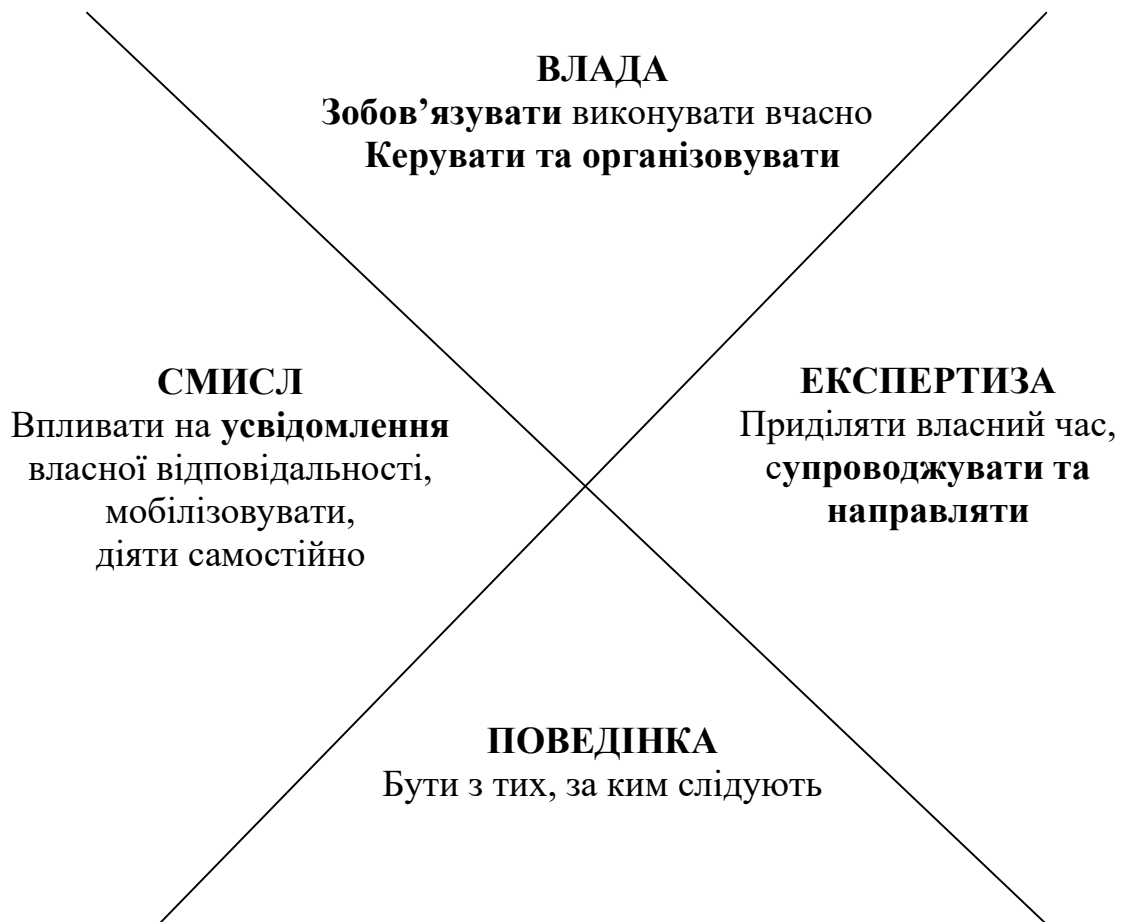 ВЛАДА
Зобов’язувати виконувати вчасно
Керувати та організовувати
СМИСЛ
Впливати на усвідомлення
власної відповідальності,
мобілізовувати,
діяти самостійно
ЕКСПЕРТИЗА
Приділяти власний час,
супроводжувати та
направляти
ПОВЕДІНКА
Бути з тих, за ким слідують